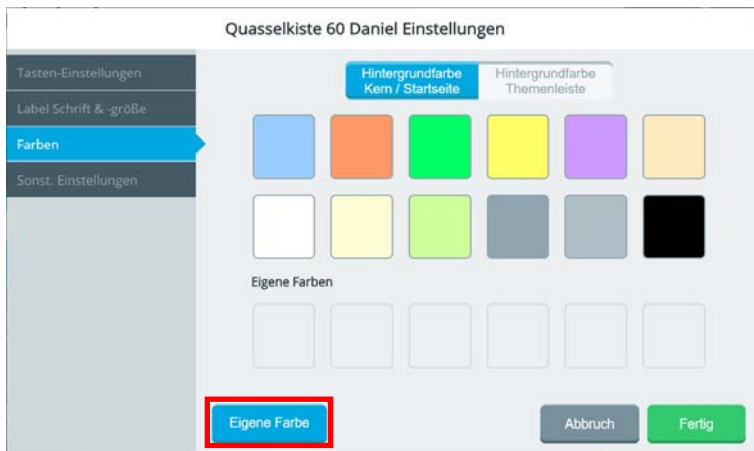 Quasselkiste 60 Daniel Einstellungen
Tasten-Einstellungen
Label Schrift & -größe
Farben
Sonst. Einstellungen
Hintergrundfarbe
Kern / Startseite
Hintergrundfarbe
Themenleiste
Eigene Farben
Eigene Farbe
Abbruch
Fertig